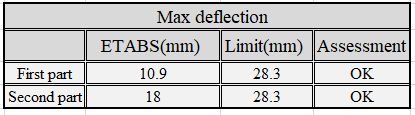 Max deflection
ETABS(mm) Limit(mm) Assessment
First part 10.9 28.3 OK
Second part 18 28.3 OK